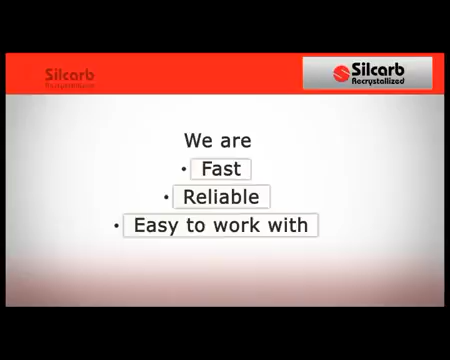 Silcarb
Recrystallized
Silcarb
Recrystallized
We are
• Fast
• Reliable
• Easy to work with